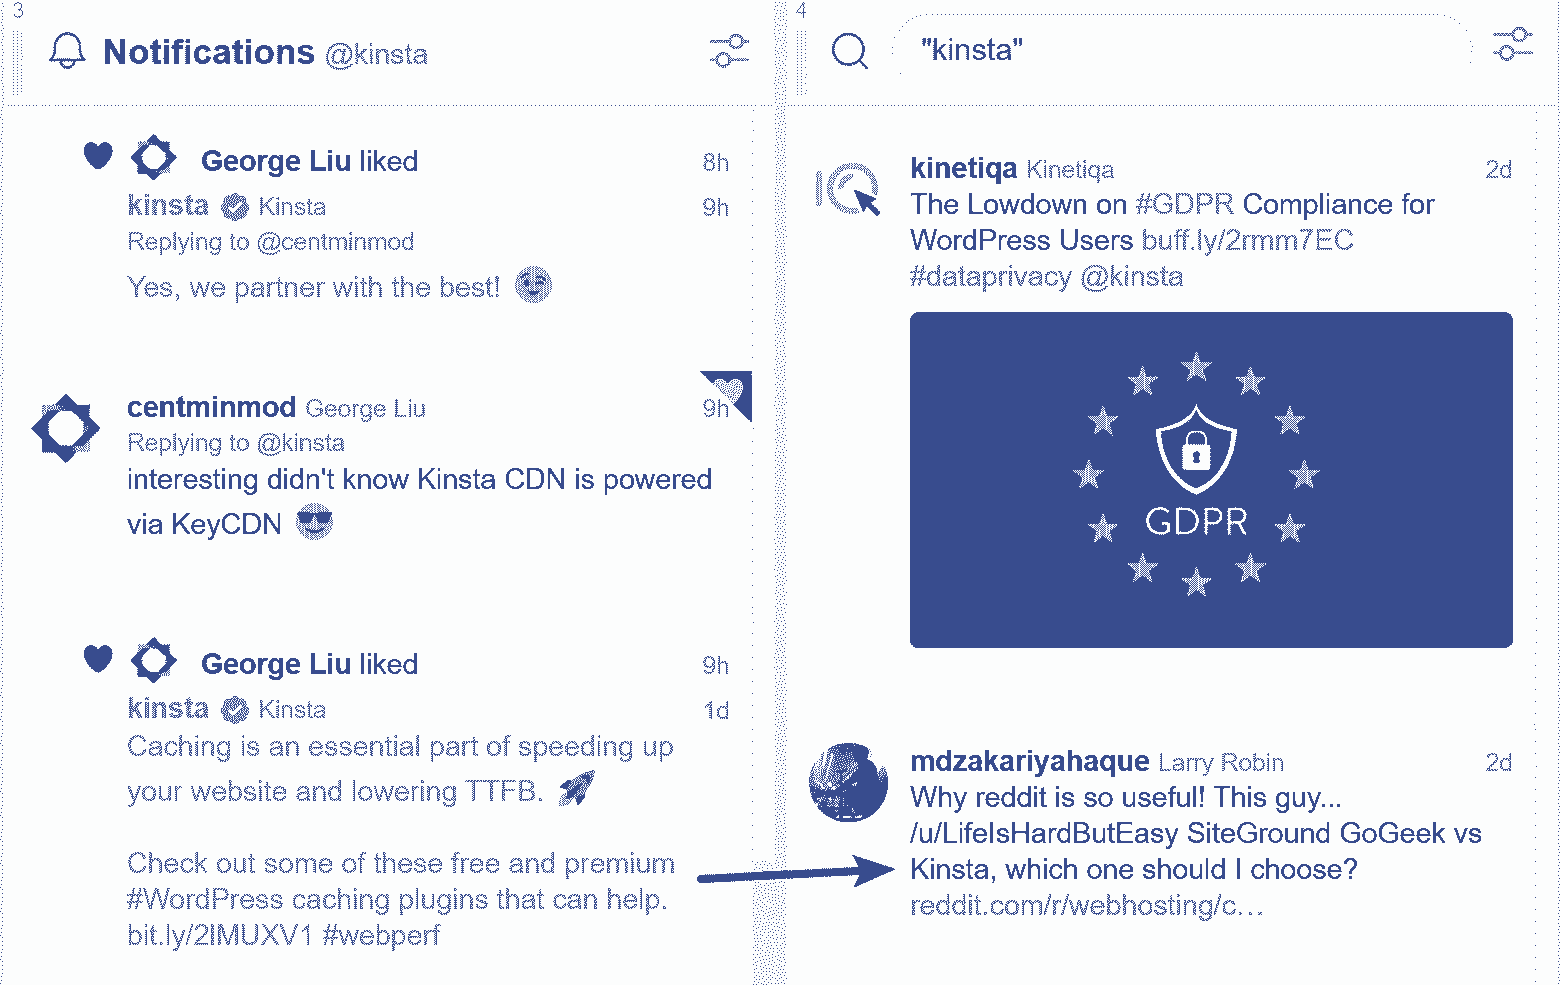 3
Notifications @kinsta
George Liu liked 8h
kinsta Kinsta 9h
Replying to @centminmod
Yes, we partner with the best!
centminmod George Liu 9h
Replying to @kinsta
interesting didn't know Kinsta CDN is powered
via KeyCDN
George Liu liked 9h
kinsta Kinsta 1d
Caching is an essential part of speeding up
your website and lowering TTFB.
Check out some of these free and premium
#WordPress caching plugins that can help.
bit.ly/2IMUXV1 #webperf
4
"kinsta"
kinetiqa Kinetiqa 2d
The Lowdown on #GDPR Compliance for
WordPress Users buff.ly/2rmm7EC
#dataprivacy @kinsta
GDPR
mdzakariyahaque Larry Robin 2d
Why reddit is so useful! This guy...
/u/LifeIsHardButEasy SiteGround GoGeek vs
Kinsta, which one should I choose?
reddit.com/r/webhosting/c…